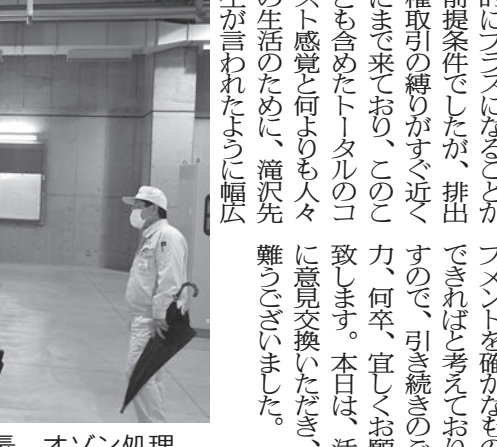 的にプラスになることが
前提条件でしたが、排出
権取引の縛りがすぐ近く
にまで来ており、このこ
とも含めたトータルのコ
スト感覚と何よりも人々
の生活のために、滝沢先
生が言われたように幅広
ブメントを確かなもの
できればと考えており
すので、引き続きのご
力、何卒、宜しくお願
致します。本日は、活
に意見交換いただき、
難うございました。
長　オゾン処理